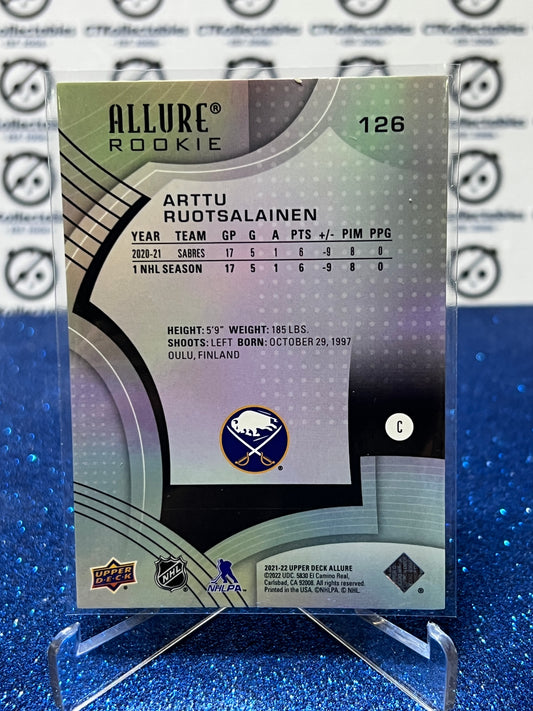 CTKollectables
ALLURE®
ROOKIE
126
ARTTU
RUOTSALAINEN
YEAR TEAM GP G A PTS +/- PIM PPG
2020-21 SABRES 17 5 1 6 -9 8 0
1 NHL SEASON 17 5 1 6 -9 8 0
HEIGHT: 5'9" WEIGHT: 185 LBS.
SHOOTS: LEFT BORN: OCTOBER 29, 1997
OULU, FINLAND
®
C
UPPER
DECK
NHL
NHLPA
2021-22 UPPER DECK ALLURE
©2022 UDC. 5830 El Camino Real,
Carlsbad, CA 92008. All rights reserved.
Printed in the USA. ©NHLPA. © NHL.
®